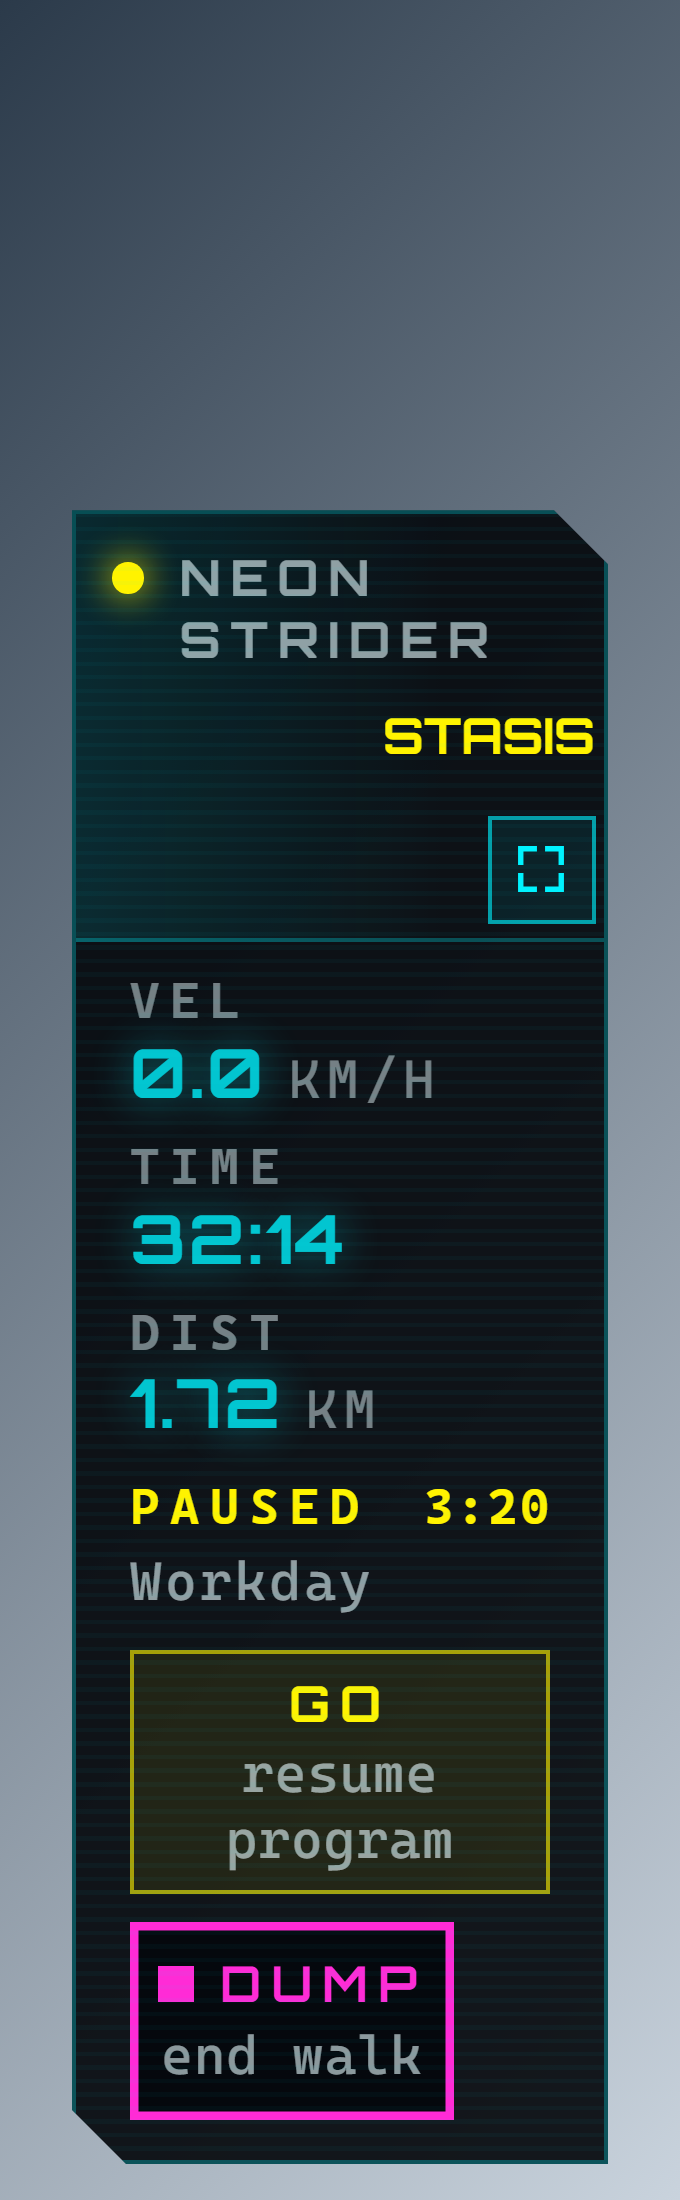 NEON
STRIDER
STASIS
VEL
0.0 KM/H
TIME
32:14
DIST
1.72 KM
PAUSED 3:20
Workday
GO
resume
program
DUMP
end walk